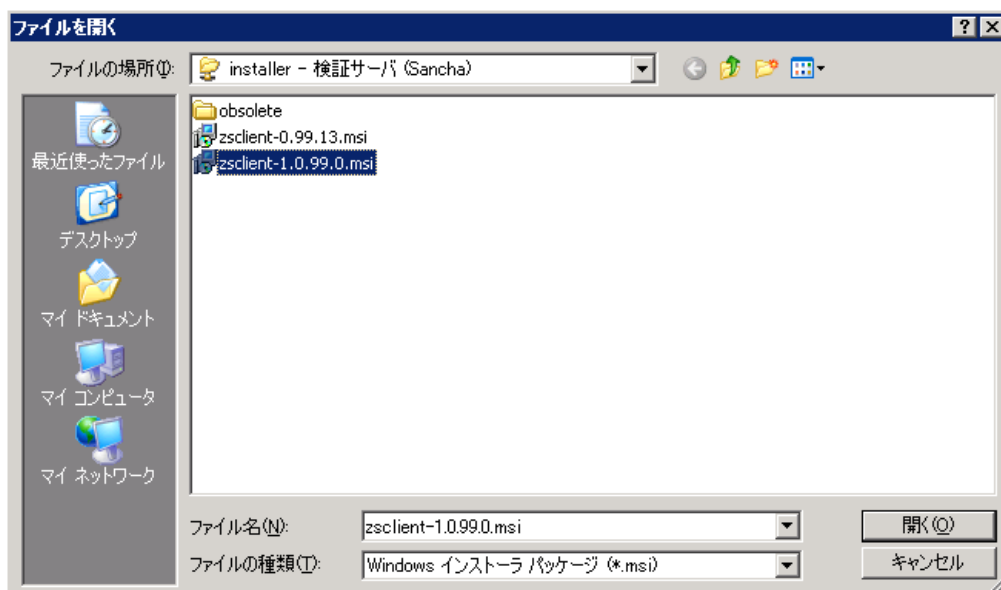 ファイルを開く
ファイルの場所(I):
installer - 検証サーバ (Sancha)
最近使ったファイル
デスクトップ
マイ ドキュメント
マイ コンピュータ
マイ ネットワーク
obsolete
zsclient-0.99.13.msi
zsclient-1.0.99.0.msi
ファイル名(N):
zsclient-1.0.99.0.msi
開く(O)
ファイルの種類(T):
Windows インストーラ パッケージ (*.msi)
キャンセル